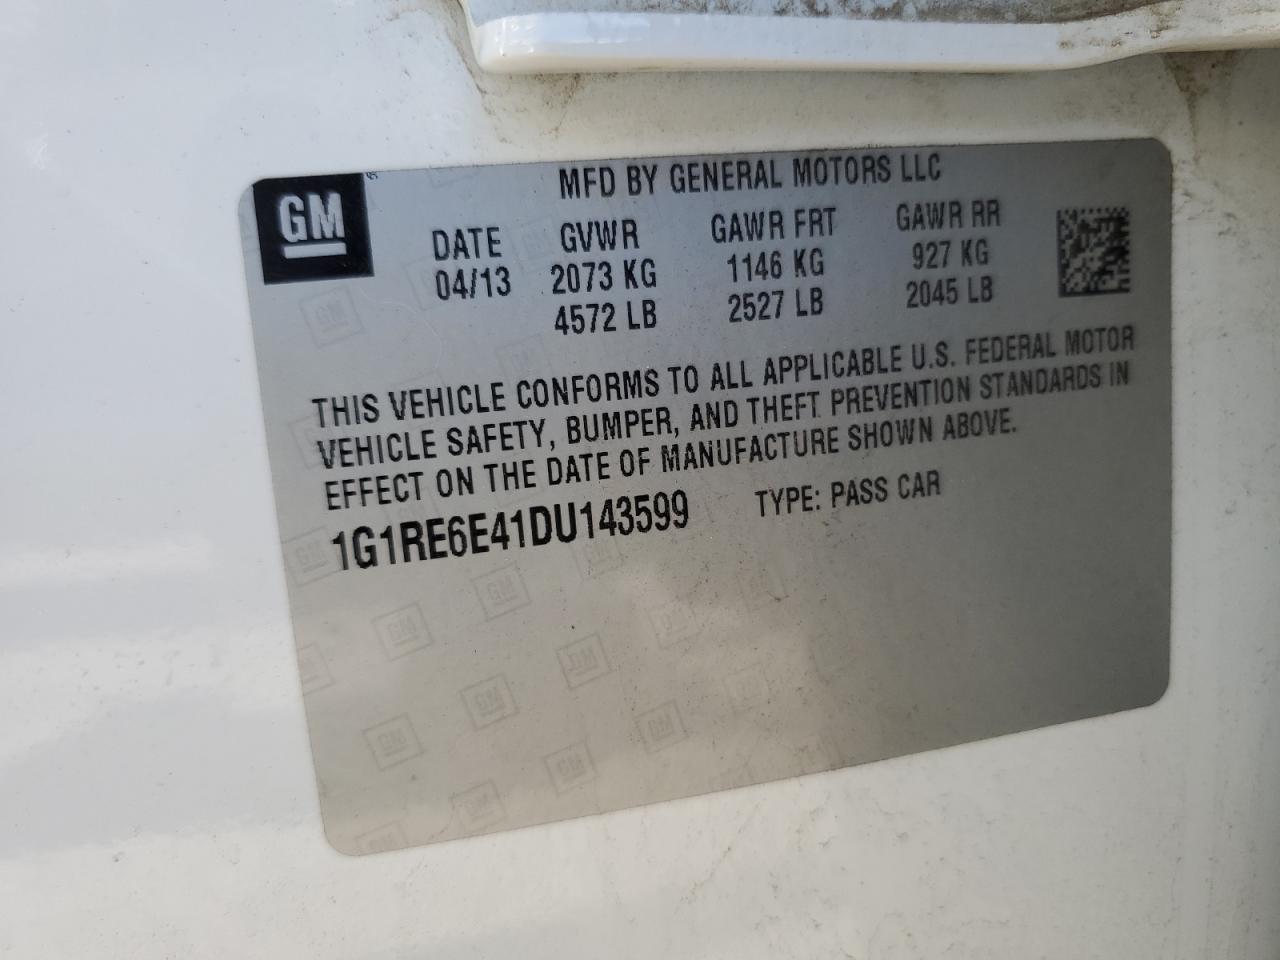 GM
MFD BY GENERAL MOTORS LLC
DATE GVWR GAWR FRT GAWR RR
04/13 2073 KG 1146 KG 927 KG
4572 LB 2527 LB 2045 LB
THIS VEHICLE CONFORMS TO ALL APPLICABLE U.S. FEDERAL MOTOR
VEHICLE SAFETY, BUMPER, AND THEFT PREVENTION STANDARDS IN
EFFECT ON THE DATE OF MANUFACTURE SHOWN ABOVE.
1G1RE6E41DU143599 TYPE: PASS CAR